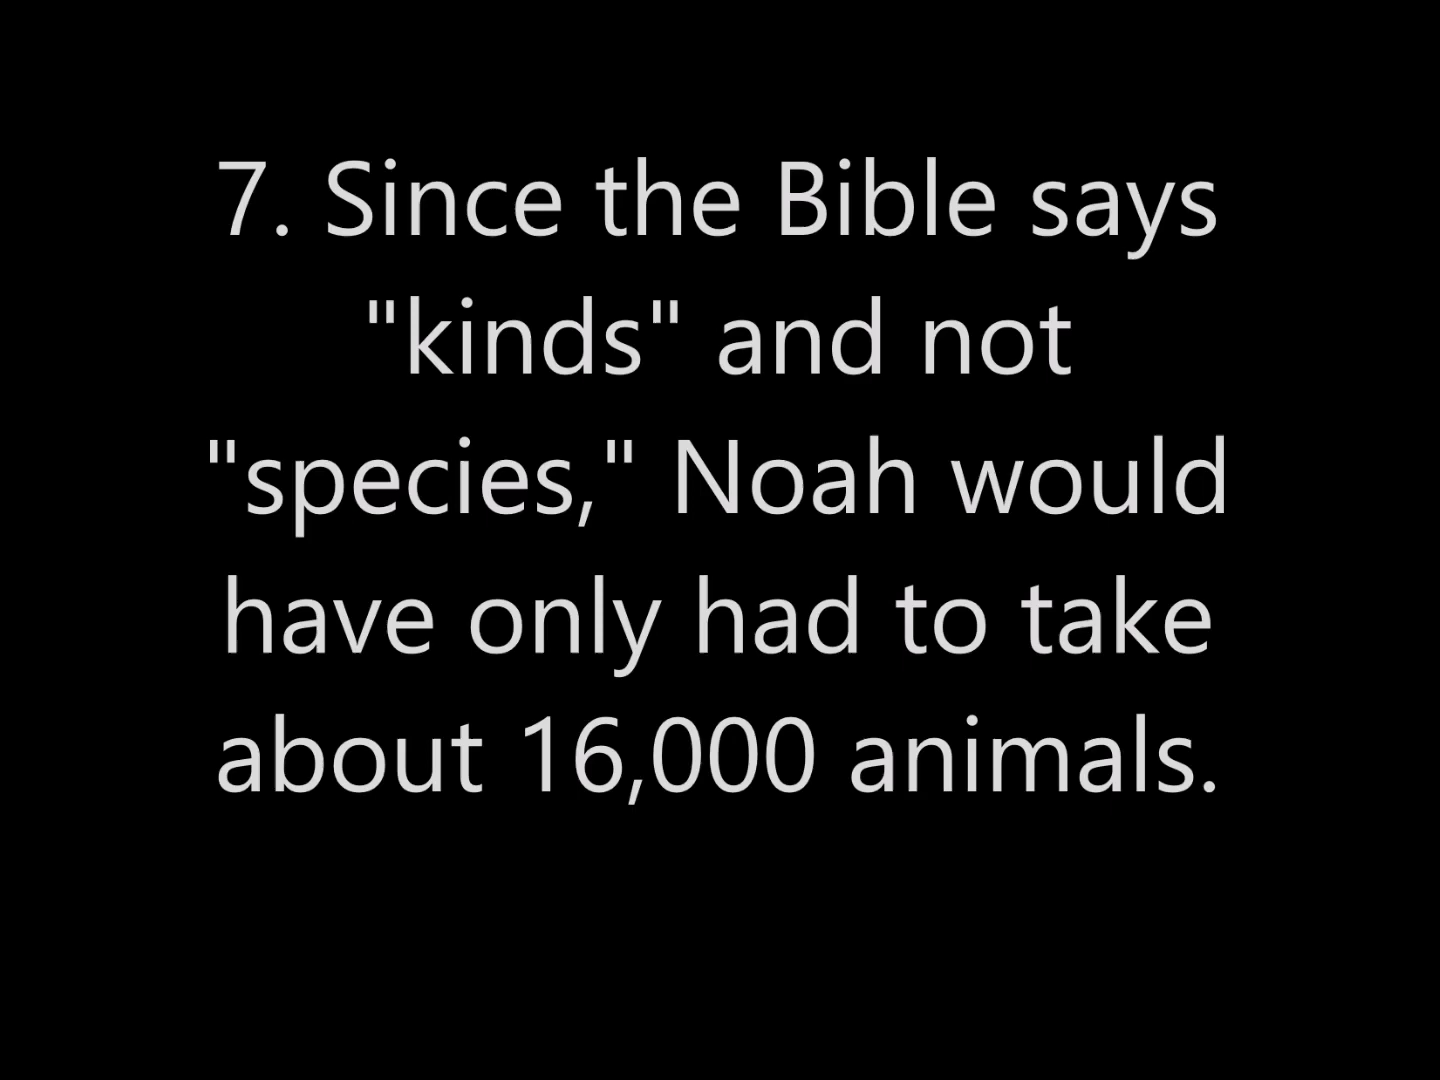 7. Since the Bible says
"kinds" and not
"species," Noah would
have only had to take
about 16,000 animals.